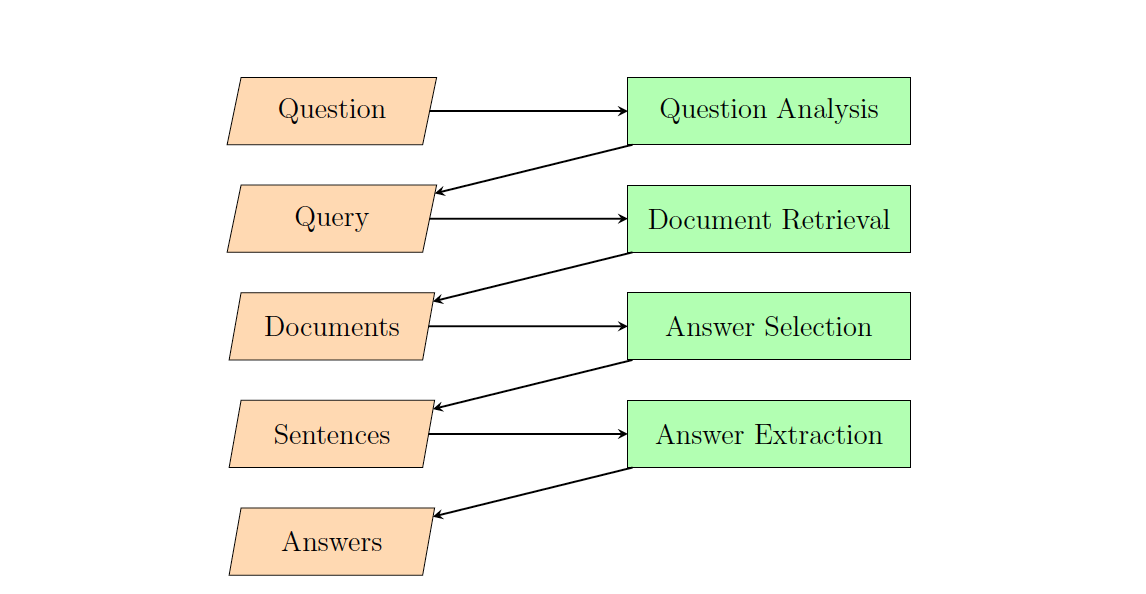 Question
Question Analysis
Query
Document Retrieval
Documents
Answer Selection
Sentences
Answer Extraction
Answers